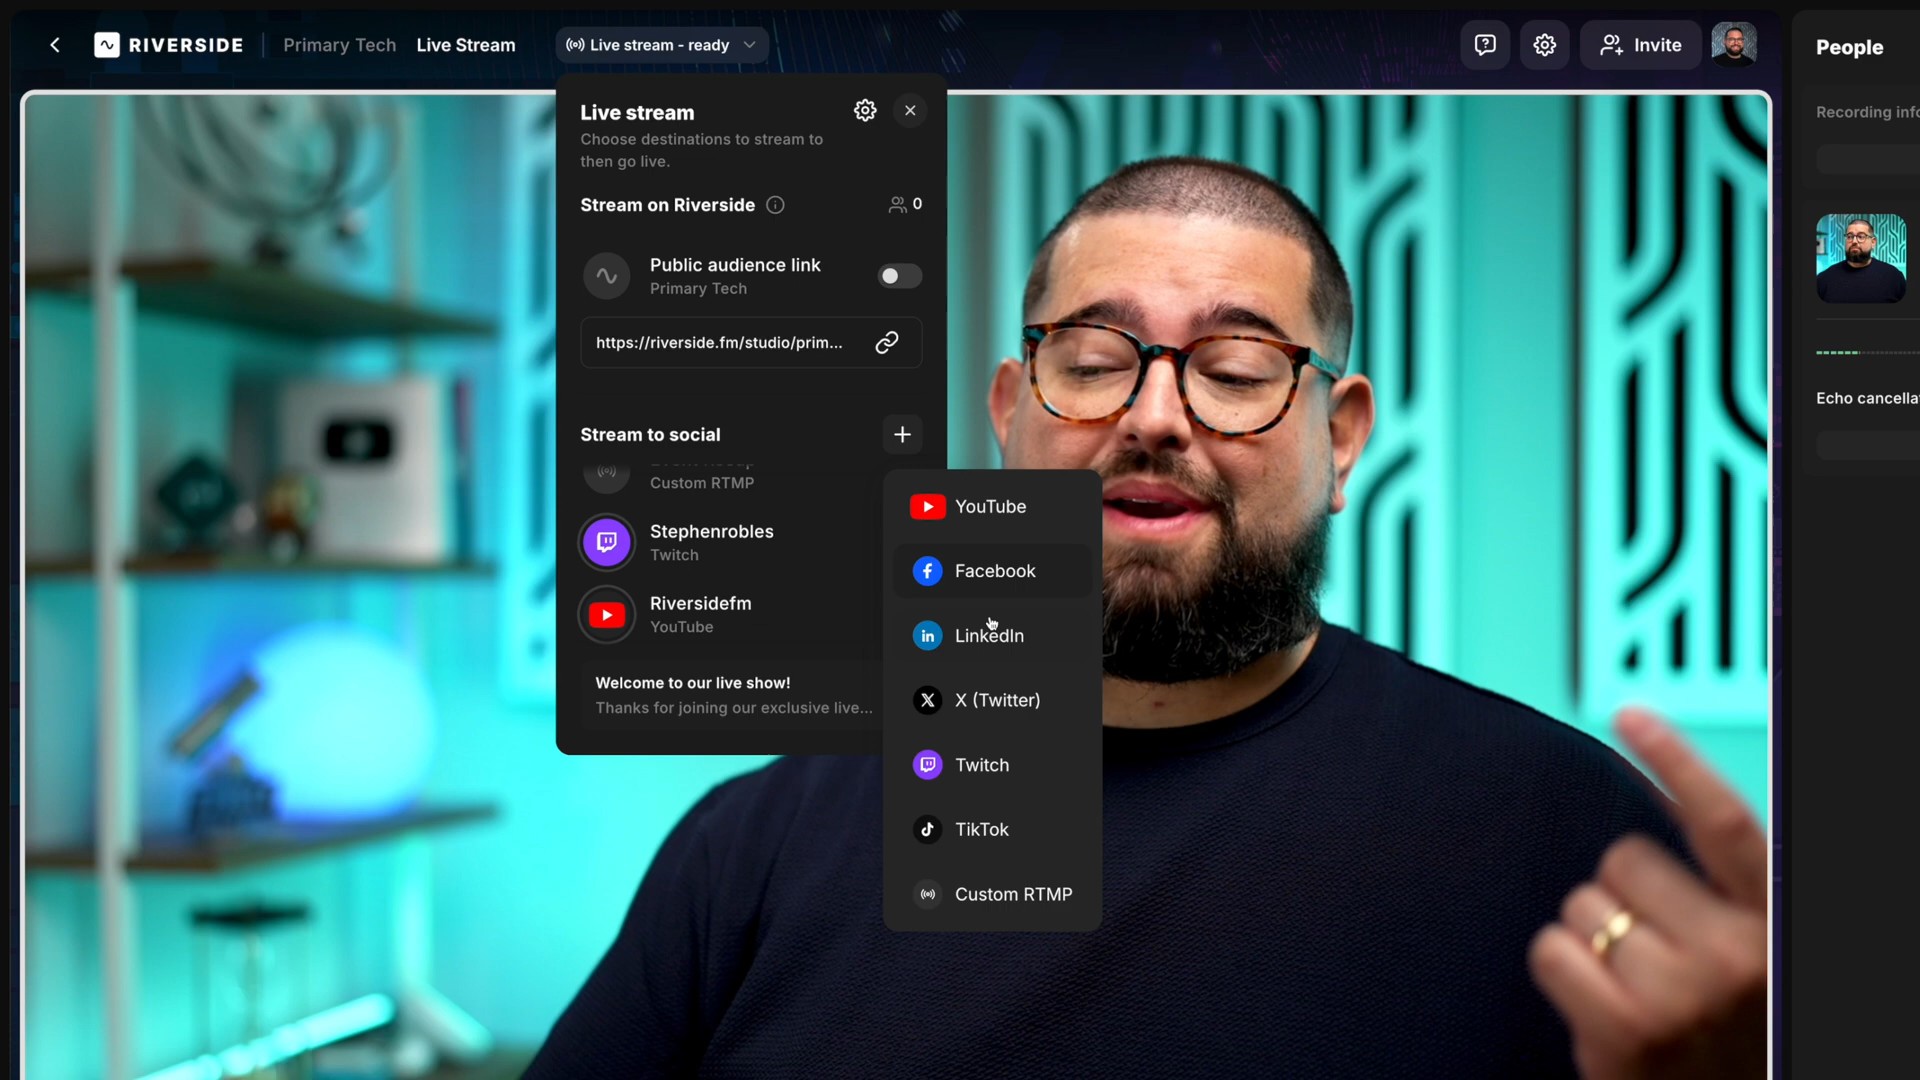 RIVERSIDE
Primary Tech
Live Stream
Live stream - ready
Invite
People
Live stream
Choose destinations to stream to
then go live.
Stream on Riverside
0
Public audience link
Primary Tech
https://riverside.fm/studio/prim...
Stream to social
Custom RTMP
Stephenrobles
Twitch
Riversidefm
YouTube
Welcome to our live show!
Thanks for joining our exclusive live...
YouTube
Facebook
LinkedIn
X (Twitter)
Twitch
TikTok
Custom RTMP
Recording info
Echo cancella